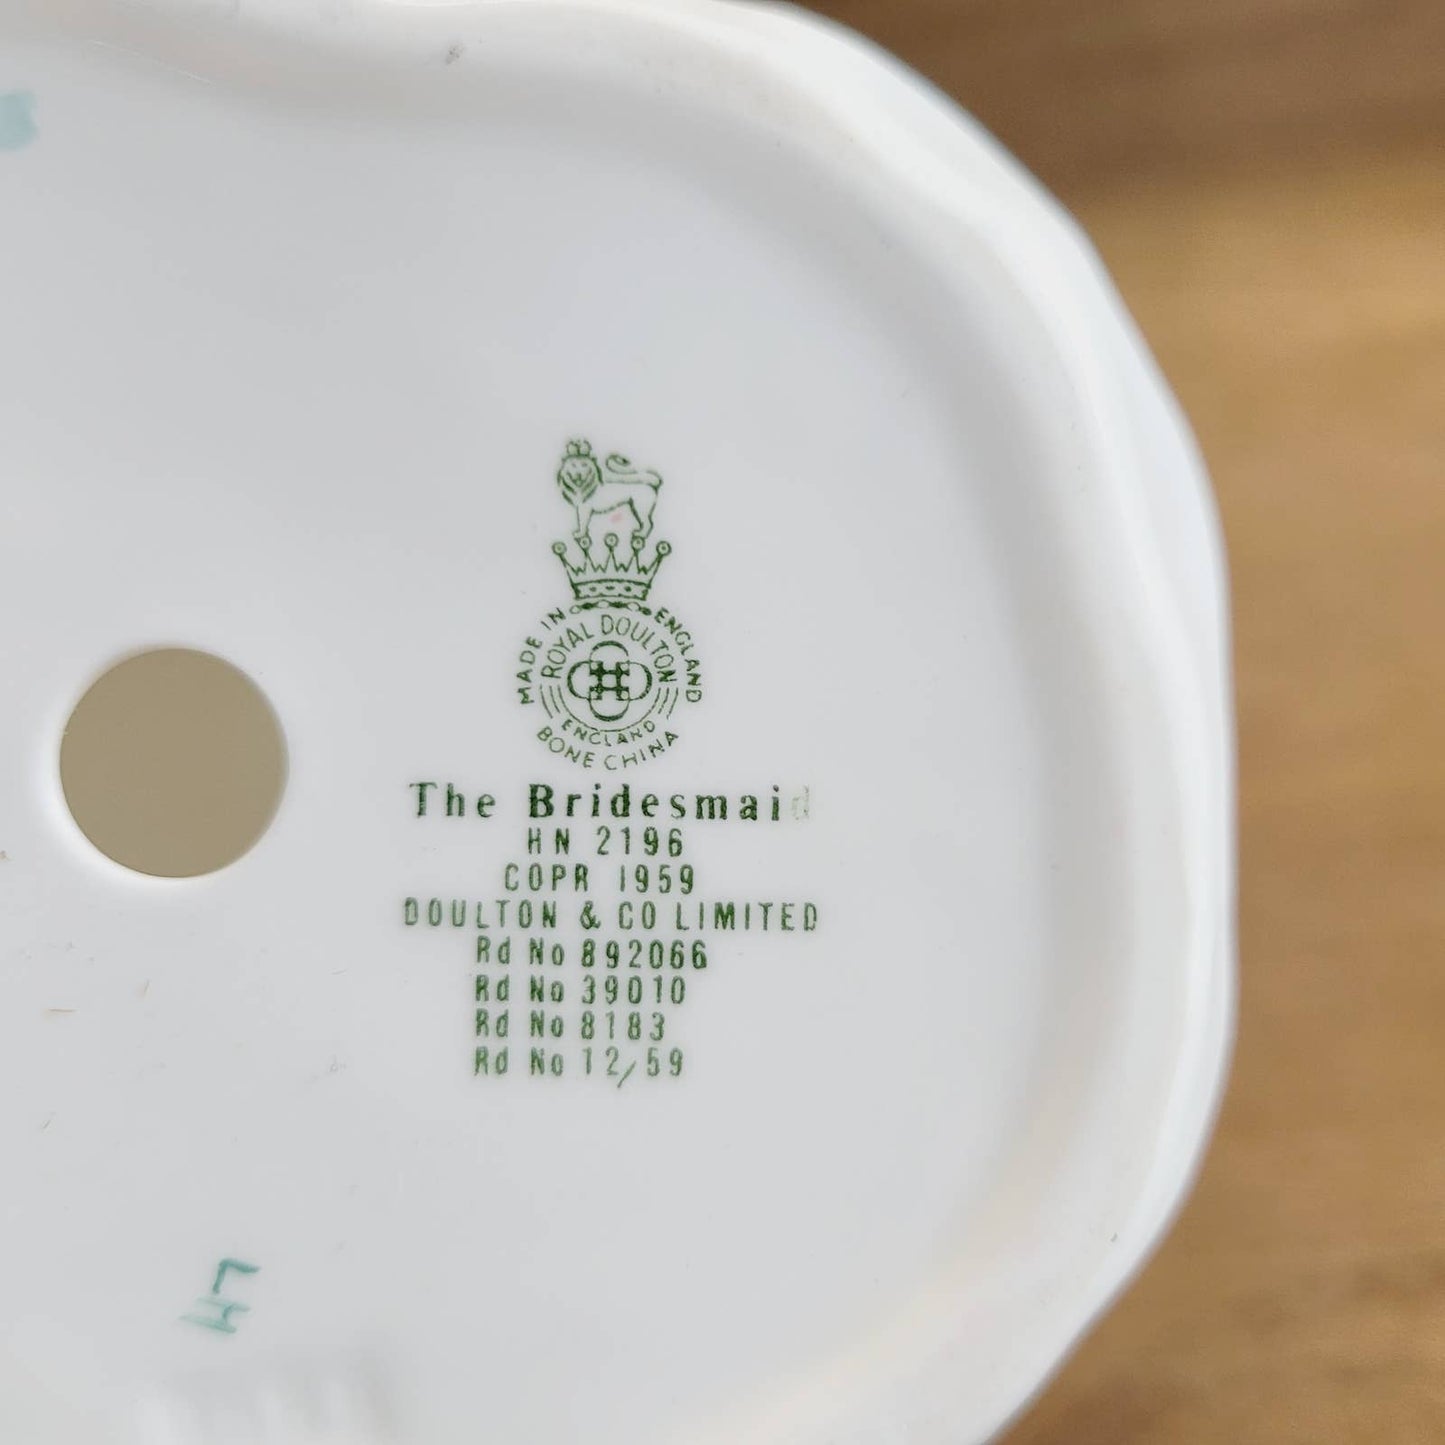 MADE IN ENGLAND
ROYAL DOULTON
ENGLAND
BONE CHINA
The Bridesmaid
HN 2196
COPR 1959
DOULTON & CO LIMITED
Rd No 892066
Rd No 39010
Rd No 8183
Rd No 12/59